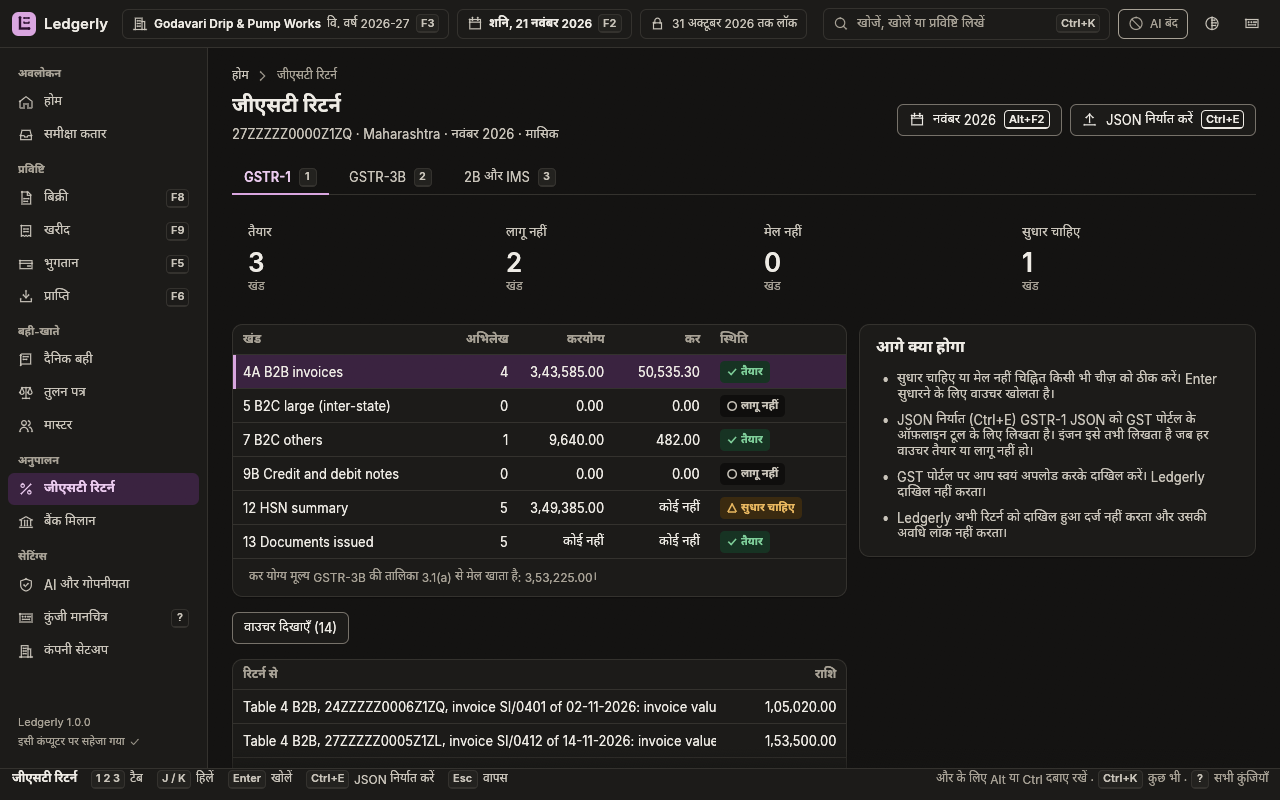 Ledgerly
Godavari Drip & Pump Works वि. वर्ष 2026-27 F3
शनि, 21 नवंबर 2026 F2
31 अक्टूबर 2026 तक लॉक
खोजें, खोलें या प्रविष्टि लिखें Ctrl+K
AI बंद
अवलोकन
होम
समीक्षा कतार
प्रविष्टि
बिक्री F8
खरीद F9
भुगतान F5
प्राप्ति F6
बही-खाते
दैनिक बही
तुलन पत्र
मास्टर
अनुपालन
जीएसटी रिटर्न
बैंक मिलान
सेटिंग्स
AI और गोपनीयता
कुंजी मानचित्र ?
कंपनी सेटअप
Ledgerly 1.0.0
इसी कंप्यूटर पर सहेजा गया
होम > जीएसटी रिटर्न
जीएसटी रिटर्न
27ZZZZZ0000Z1ZQ · Maharashtra · नवंबर 2026 · मासिक
नवंबर 2026 Alt+F2
JSON निर्यात करें Ctrl+E
GSTR-1 1
GSTR-3B 2
2B और IMS 3
तैयार
3
खंड
लागू नहीं
2
खंड
मेल नहीं
0
खंड
सुधार चाहिए
1
खंड
खंड अभिलेख करयोग्य कर स्थिति
4A B2B invoices 4 3,43,585.00 50,535.30 तैयार
5 B2C large (inter-state) 0 0.00 0.00 लागू नहीं
7 B2C others 1 9,640.00 482.00 तैयार
9B Credit and debit notes 0 0.00 0.00 लागू नहीं
12 HSN summary 5 3,49,385.00 कोई नहीं सुधार चाहिए
13 Documents issued 5 कोई नहीं कोई नहीं तैयार
कर योग्य मूल्य GSTR-3B की तालिका 3.1(a) से मेल खाता है: 3,53,225.00।
वाउचर दिखाएँ (14)
रिटर्न से राशि
Table 4 B2B, 24ZZZZZ0006Z1ZQ, invoice SI/0401 of 02-11-2026: invoice valu 1,05,020.00
Table 4 B2B, 27ZZZZZ0005Z1ZL, invoice SI/0412 of 14-11-2026: invoice value 1,53,500.00
आगे क्या होगा
• सुधार चाहिए या मेल नहीं चिह्नित किसी भी चीज़ को ठीक करें। Enter
सुधारने के लिए वाउचर खोलता है।
• JSON निर्यात (Ctrl+E) GSTR-1 JSON को GST पोर्टल के
ऑफ़लाइन टूल के लिए लिखता है। इंजन इसे तभी लिखता है जब हर
वाउचर तैयार या लागू नहीं हो।
• GST पोर्टल पर आप स्वयं अपलोड करके दाखिल करें। Ledgerly
दाखिल नहीं करता।
• Ledgerly अभी रिटर्न को दाखिल हुआ दर्ज नहीं करता और उसकी
अवधि लॉक नहीं करता।
जीएसटी रिटर्न 1 2 3 टैब J / K हिलें Enter खोलें Ctrl+E JSON निर्यात करें Esc वापस
और के लिए Alt या Ctrl दबाए रखें · Ctrl+K कुछ भी · ? सभी कुंजियाँ